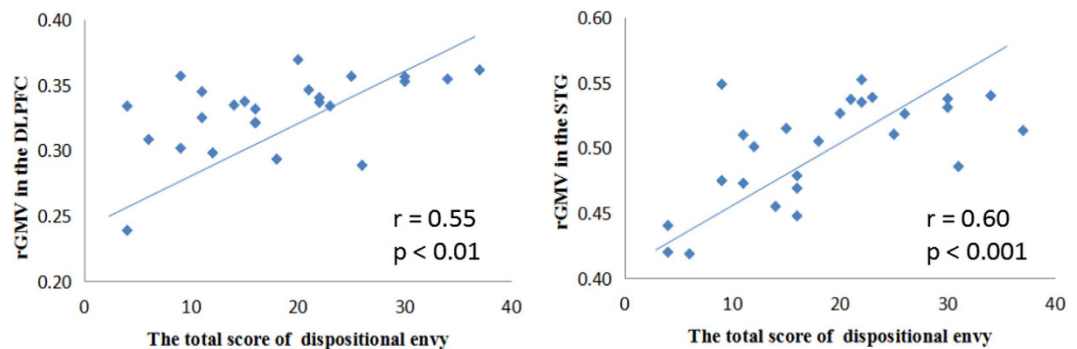 0.40
0.35
0.30
0.25
0.20
rGMV in the DLPFC
r = 0.55
p < 0.01
0 10 20 30 40
The total score of dispositional envy
0.60
0.55
0.50
0.45
0.40
rGMV in the STG
r = 0.60
p < 0.001
0 10 20 30 40
The total score of dispositional envy